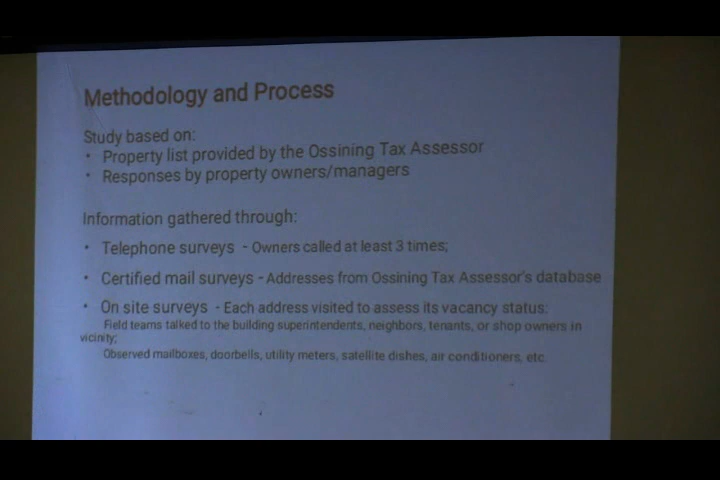 Methodology and Process
Study based on:
• Property list provided by the Ossining Tax Assessor
• Responses by property owners/managers
Information gathered through:
• Telephone surveys - Owners called at least 3 times;
• Certified mail surveys - Addresses from Ossining Tax Assessor's database
• On site surveys - Each address visited to assess its vacancy status:
Field teams talked to the building superintendents, neighbors, tenants, or shop owners in
vicinity;
Observed mailboxes, doorbells, utility meters, satellite dishes, air conditioners, etc.